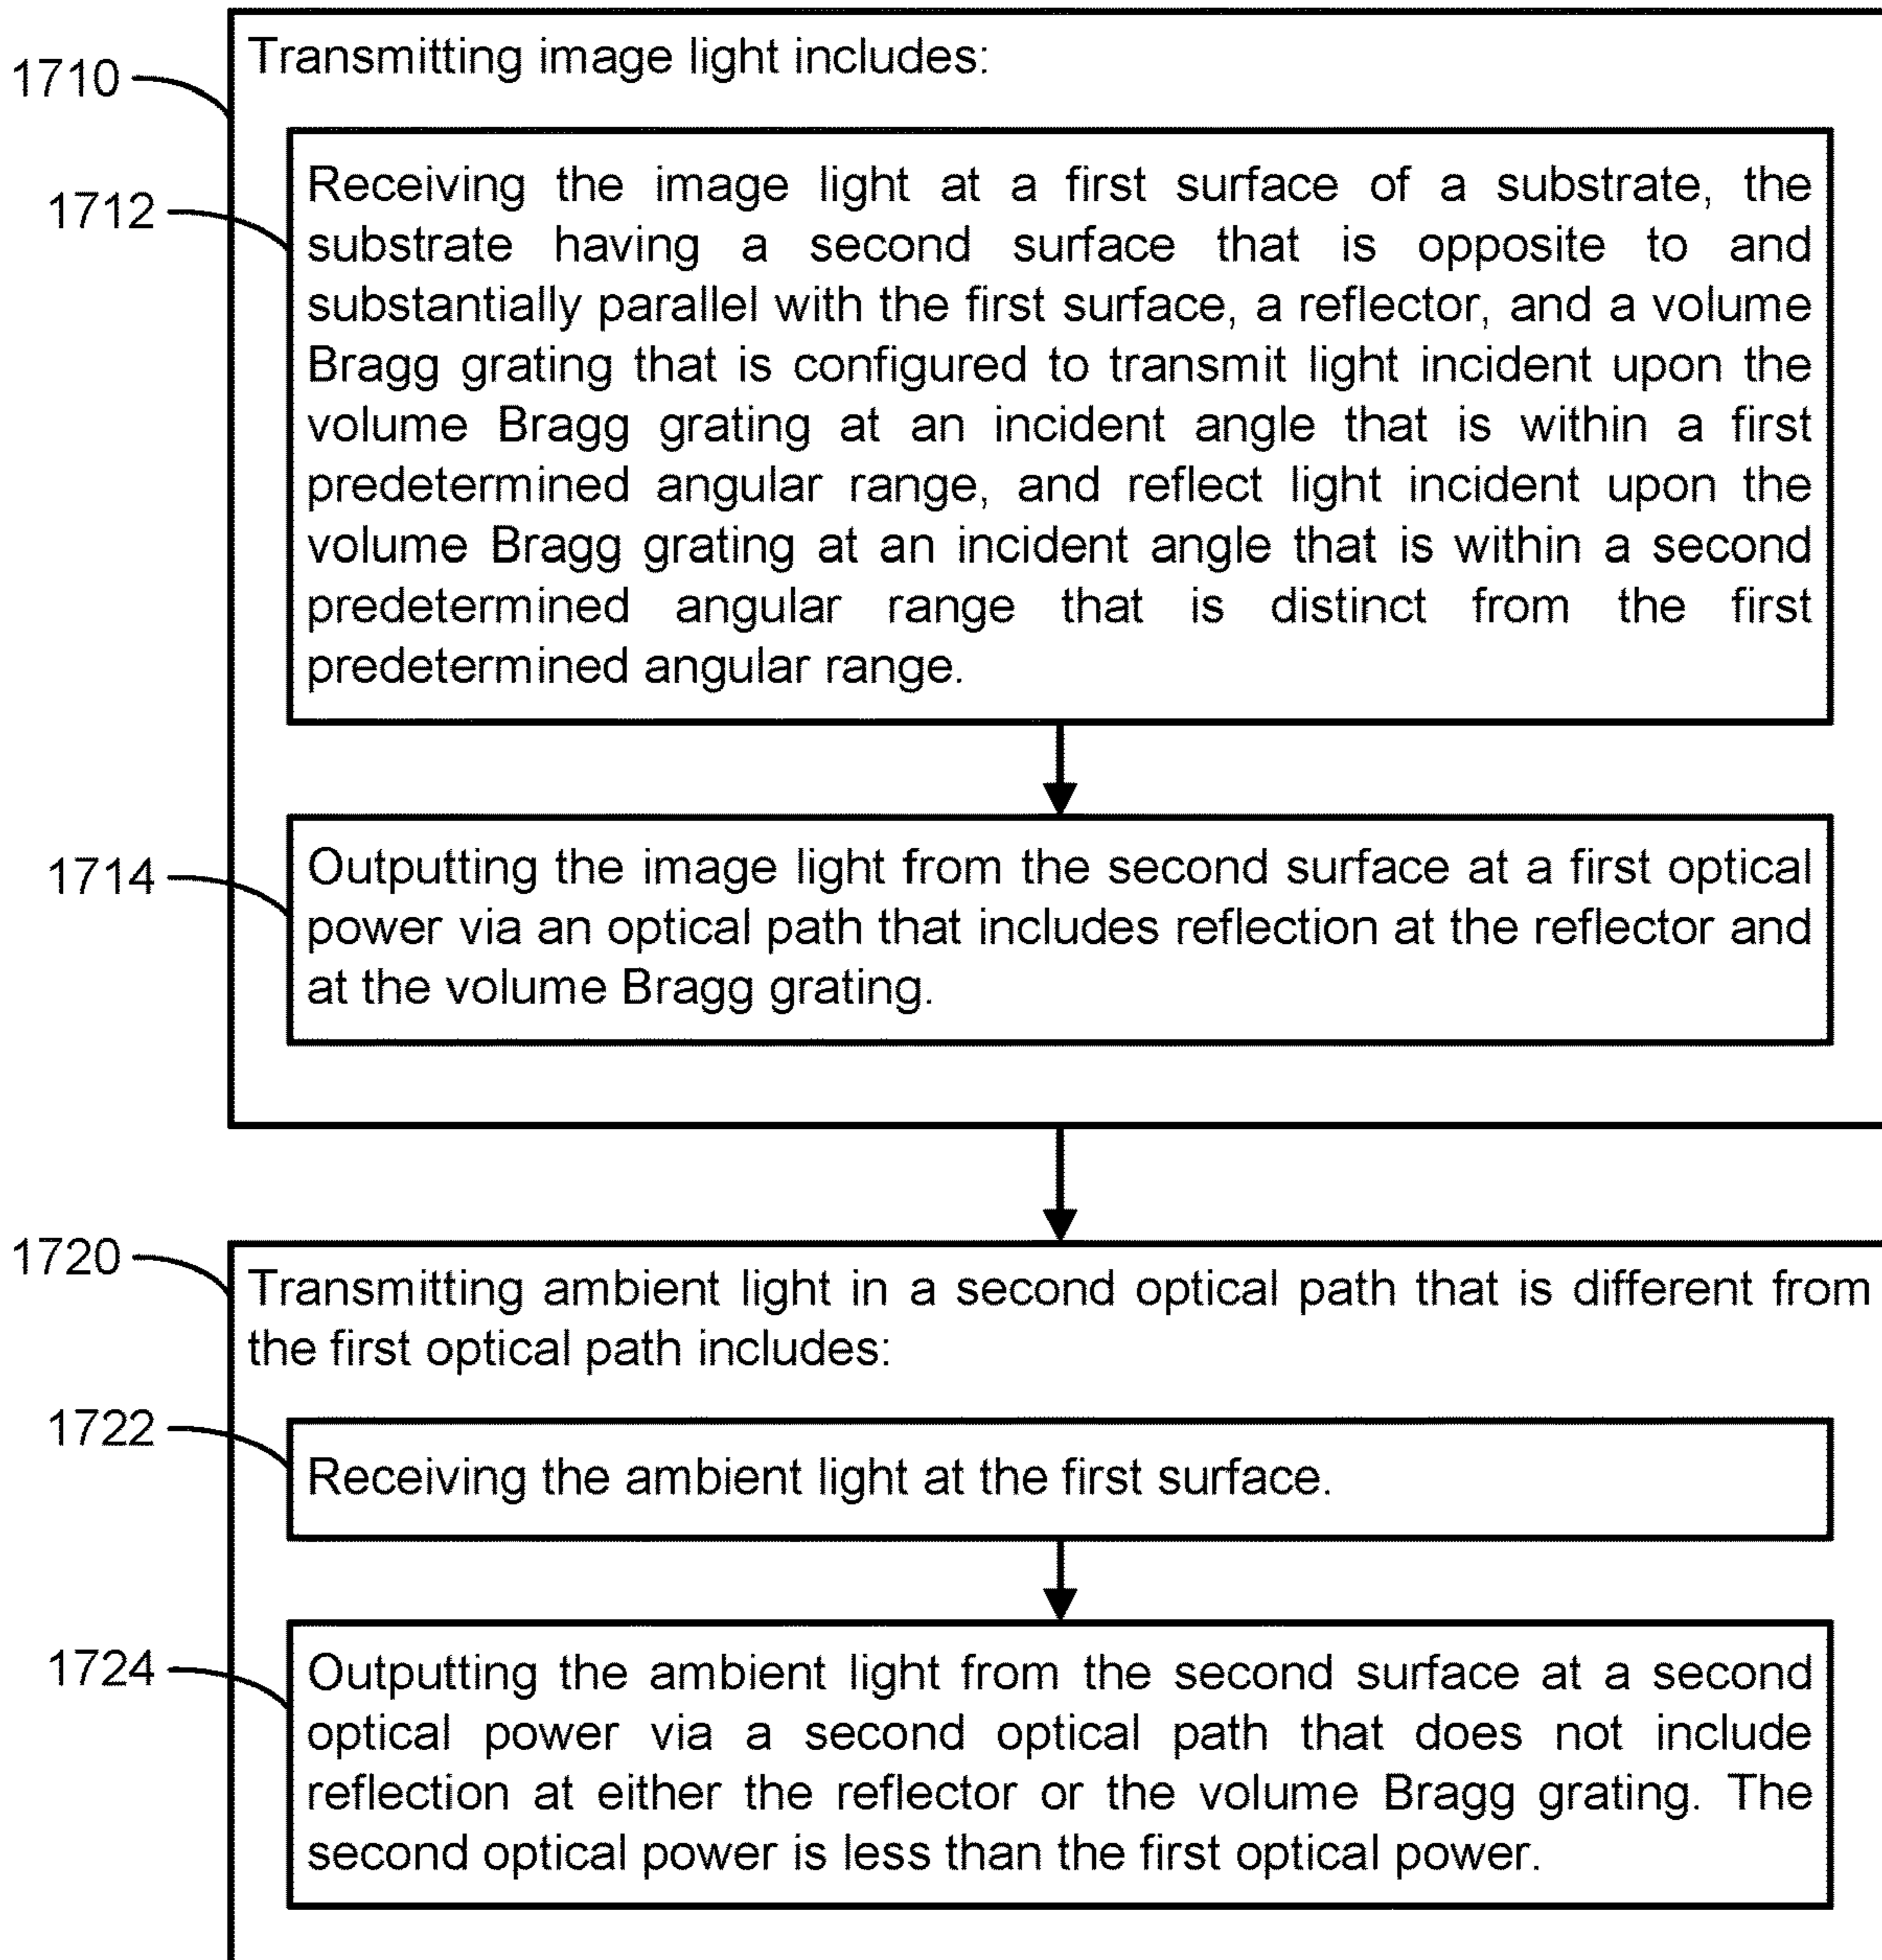 1710
Transmitting image light includes:
1712
Receiving the image light at a first surface of a substrate, the
substrate having a second surface that is opposite to and
substantially parallel with the first surface, a reflector, and a volume
Bragg grating that is configured to transmit light incident upon the
volume Bragg grating at an incident angle that is within a first
predetermined angular range, and reflect light incident upon the
volume Bragg grating at an incident angle that is within a second
predetermined angular range that is distinct from the first
predetermined angular range.
1714
Outputting the image light from the second surface at a first optical
power via an optical path that includes reflection at the reflector and
at the volume Bragg grating.
1720
Transmitting ambient light in a second optical path that is different from
the first optical path includes:
1722
Receiving the ambient light at the first surface.
1724
Outputting the ambient light from the second surface at a second
optical power via a second optical path that does not include
reflection at either the reflector or the volume Bragg grating. The
second optical power is less than the first optical power.